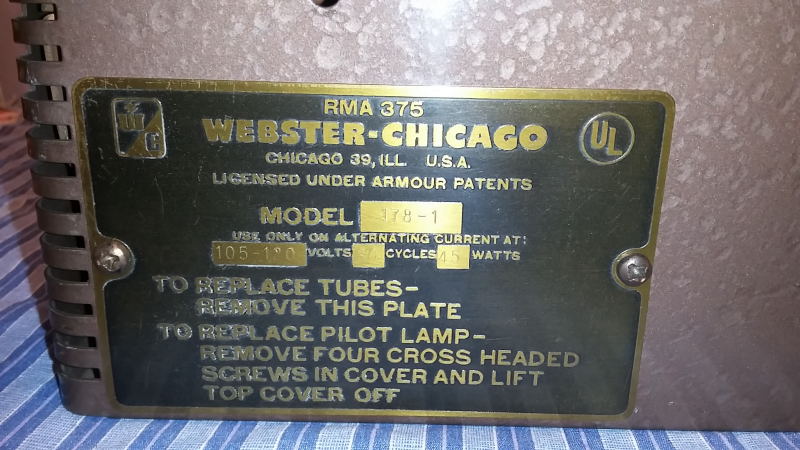 WC
RMA 375
UL
WEBSTER-CHICAGO
CHICAGO 39, ILL. U.S.A.
LICENSED UNDER ARMOUR PATENTS
MODEL 178-1
USE ONLY ON ALTERNATING CURRENT AT:
VOLTS CYCLES 45 WATTS
TO REPLACE TUBES-
REMOVE THIS PLATE
TO REPLACE PILOT LAMP-
REMOVE FOUR CROSS HEADED
SCREWS IN COVER AND LIFT
TOP COVER OFF